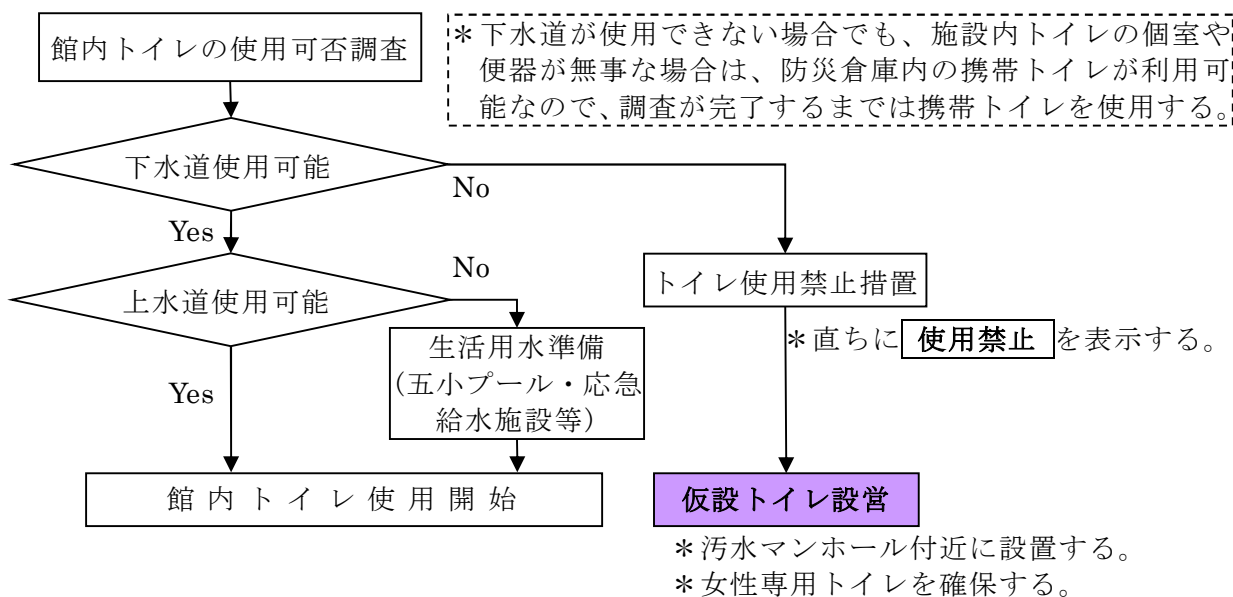 館内トイレの使用可否調査
＊下水道が使用できない場合でも、施設内トイレの個室や
便器が無事な場合は、防災倉庫内の携帯トイレが利用可
能なので、調査が完了するまでは携帯トイレを使用する。
下水道使用可能
No
Yes
上水道使用可能
No
Yes
生活用水準備
(五小プール・応急
給水施設等)
館内トイレ使用開始
トイレ使用禁止措置
＊直ちに 使用禁止 を表示する。
仮設トイレ設営
＊汚水マンホール付近に設置する。
＊女性専用トイレを確保する。